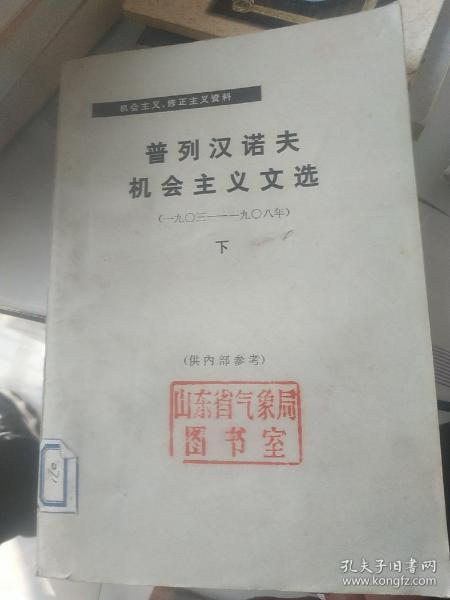 机会主义、修正主义资料
普列汉诺夫
机会主义文选
(一九〇三——一九〇八年)
下
(供内部参考)
山东省气象局
图书室
孔夫子旧书网
www.kongfz.com